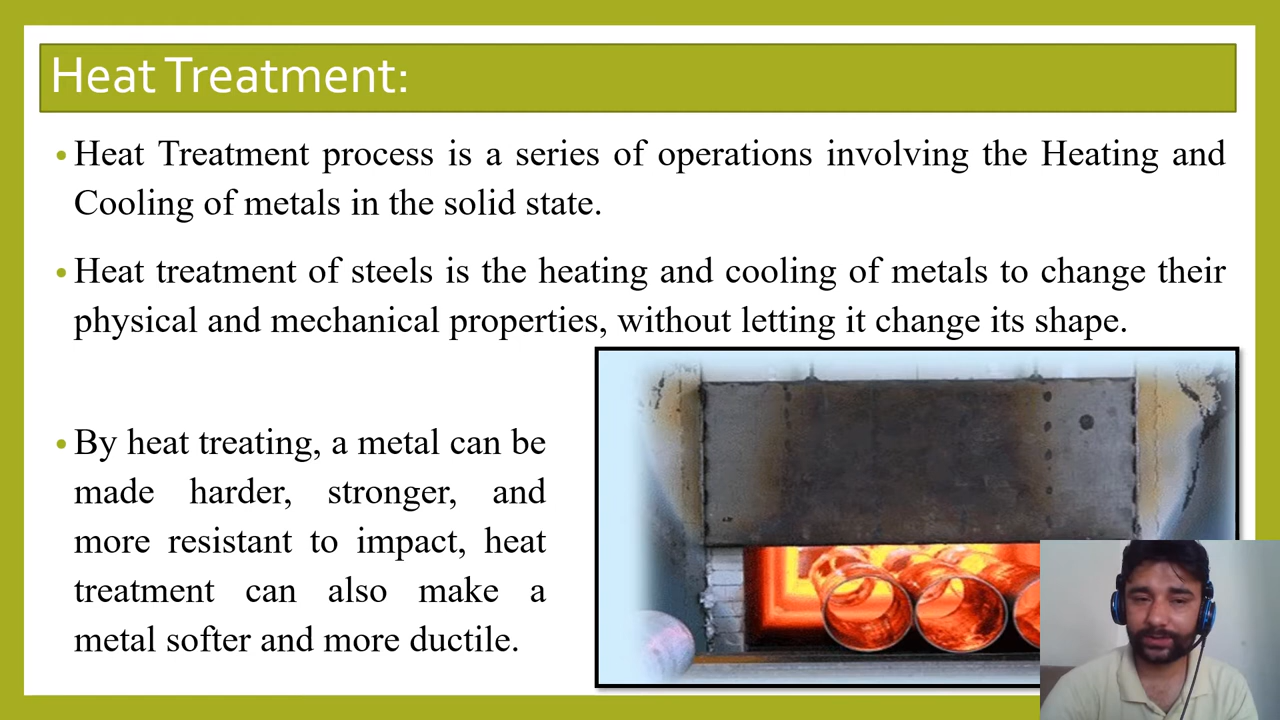 Heat Treatment:
• Heat Treatment process is a series of operations involving the Heating and
Cooling of metals in the solid state.
• Heat treatment of steels is the heating and cooling of metals to change their
physical and mechanical properties, without letting it change its shape.
• By heat treating, a metal can be
made harder, stronger, and
more resistant to impact, heat
treatment can also make a
metal softer and more ductile.